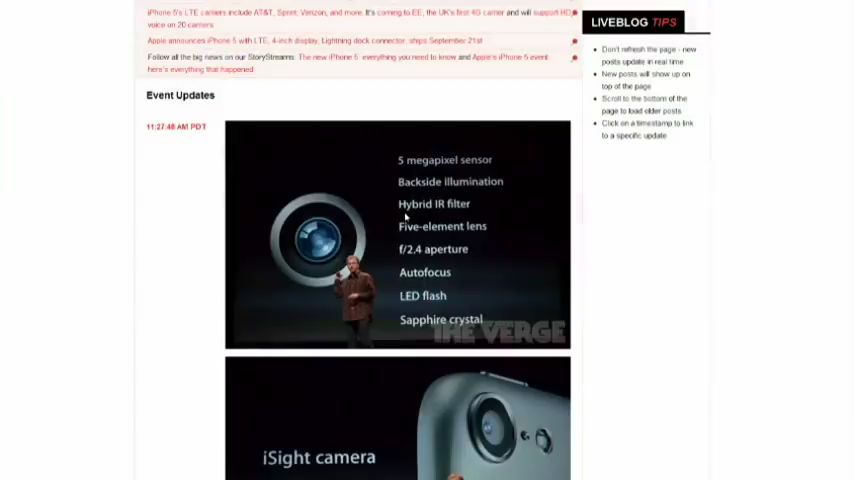 iPhone 5's LTE carriers include AT&T, Sprint, Verizon, and more. It's coming to EE, the UK's first 4G carrier and will support HD
voice on 20 carriers
Apple announces iPhone 5 with LTE, 4-inch display, Lightning dock connector, ships September 21st
Follow all the big news on our StoryStreams: The new iPhone 5: everything you need to know and Apple's iPhone 5 event:
here's everything that happened.
LIVEBLOG TIPS
Don't refresh the page - new
posts update in real time
New posts will show up on
top of the page
Scroll to the bottom of the
page to load older posts
Click on a timestamp to link
to a specific update
Event Updates
11:27:48 AM PDT
5 megapixel sensor
Backside illumination
Hybrid IR filter
Five-element lens
f/2.4 aperture
Autofocus
LED flash
Sapphire crystal
THE VERGE
iSight camera